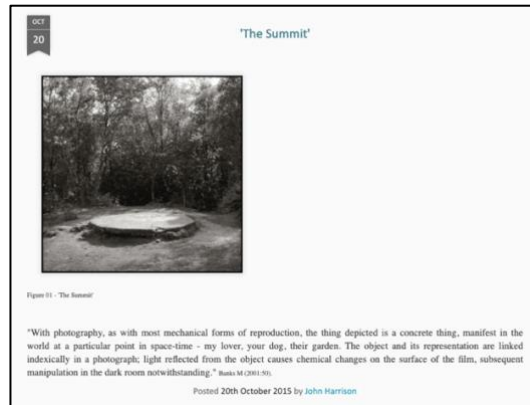 OCT
20
'The Summit'
Figure 01 - 'The Summit'
"With photography, as with most mechanical forms of reproduction, the thing depicted is a concrete thing, manifest in the
world at a particular point in space-time - my lover, your dog, their garden. The object and its representation are linked
indexically in a photograph; light reflected from the object causes chemical changes on the surface of the film, subsequent
manipulation in the dark room notwithstanding." Banks M (2001:50).
Posted 20th October 2015 by John Harrison